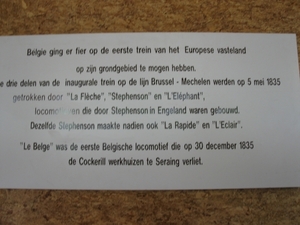 Belgie ging er fier op de eerste trein van het Europese vasteland
op zijn grondgebied te mogen hebben.
e drie delen van de inaugurale trein op de lijn Brussel - Mechelen werden op 5 mei 1835
getrokken door "La Flèche", "Stephenson" en "L'Eléphant",
die door Stephenson in Engeland waren gebouwd.
Dezelfde Stephenson maakte nadien ook "La Rapide" en "L'Eclair".
"Le Belge" was de eerste Belgische locomotief die op 30 december 1835
de Cockerill werkhuizen te Seraing verliet.